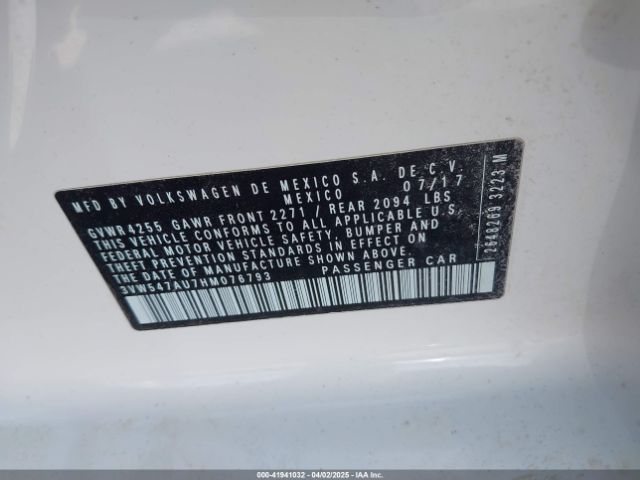 MFD BY VOLKSWAGEN DE MEXICO S.A. DE C.V.
MEXICO 07/17
GVWR4255 GAWR FRONT 2271 / REAR 2094 LBS
THIS VEHICLE CONFORMS TO ALL APPLICABLE U.S.
FEDERAL MOTOR VEHICLE SAFETY, BUMPER AND
THEFT PREVENTION STANDARDS IN EFFECT ON
THE DATE OF MANUFACTURE SHOWN ABOVE.
3VW547AU7HM076793 PASSENGER CAR
2648269 3223 M
000-41941032 - 04/02/2025 - IAA Inc.